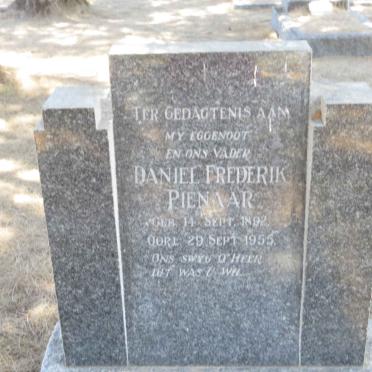 TER GEDAGTENIS AAN
MY EGGENOOT
EN ONS VADER
DANIEL FREDERIK
PIENAAR
GEB. 14 SEPT. 1892
OORL. 29 SEPT. 1955
ONS SWYG O' HEER
DIT WAS U WIL